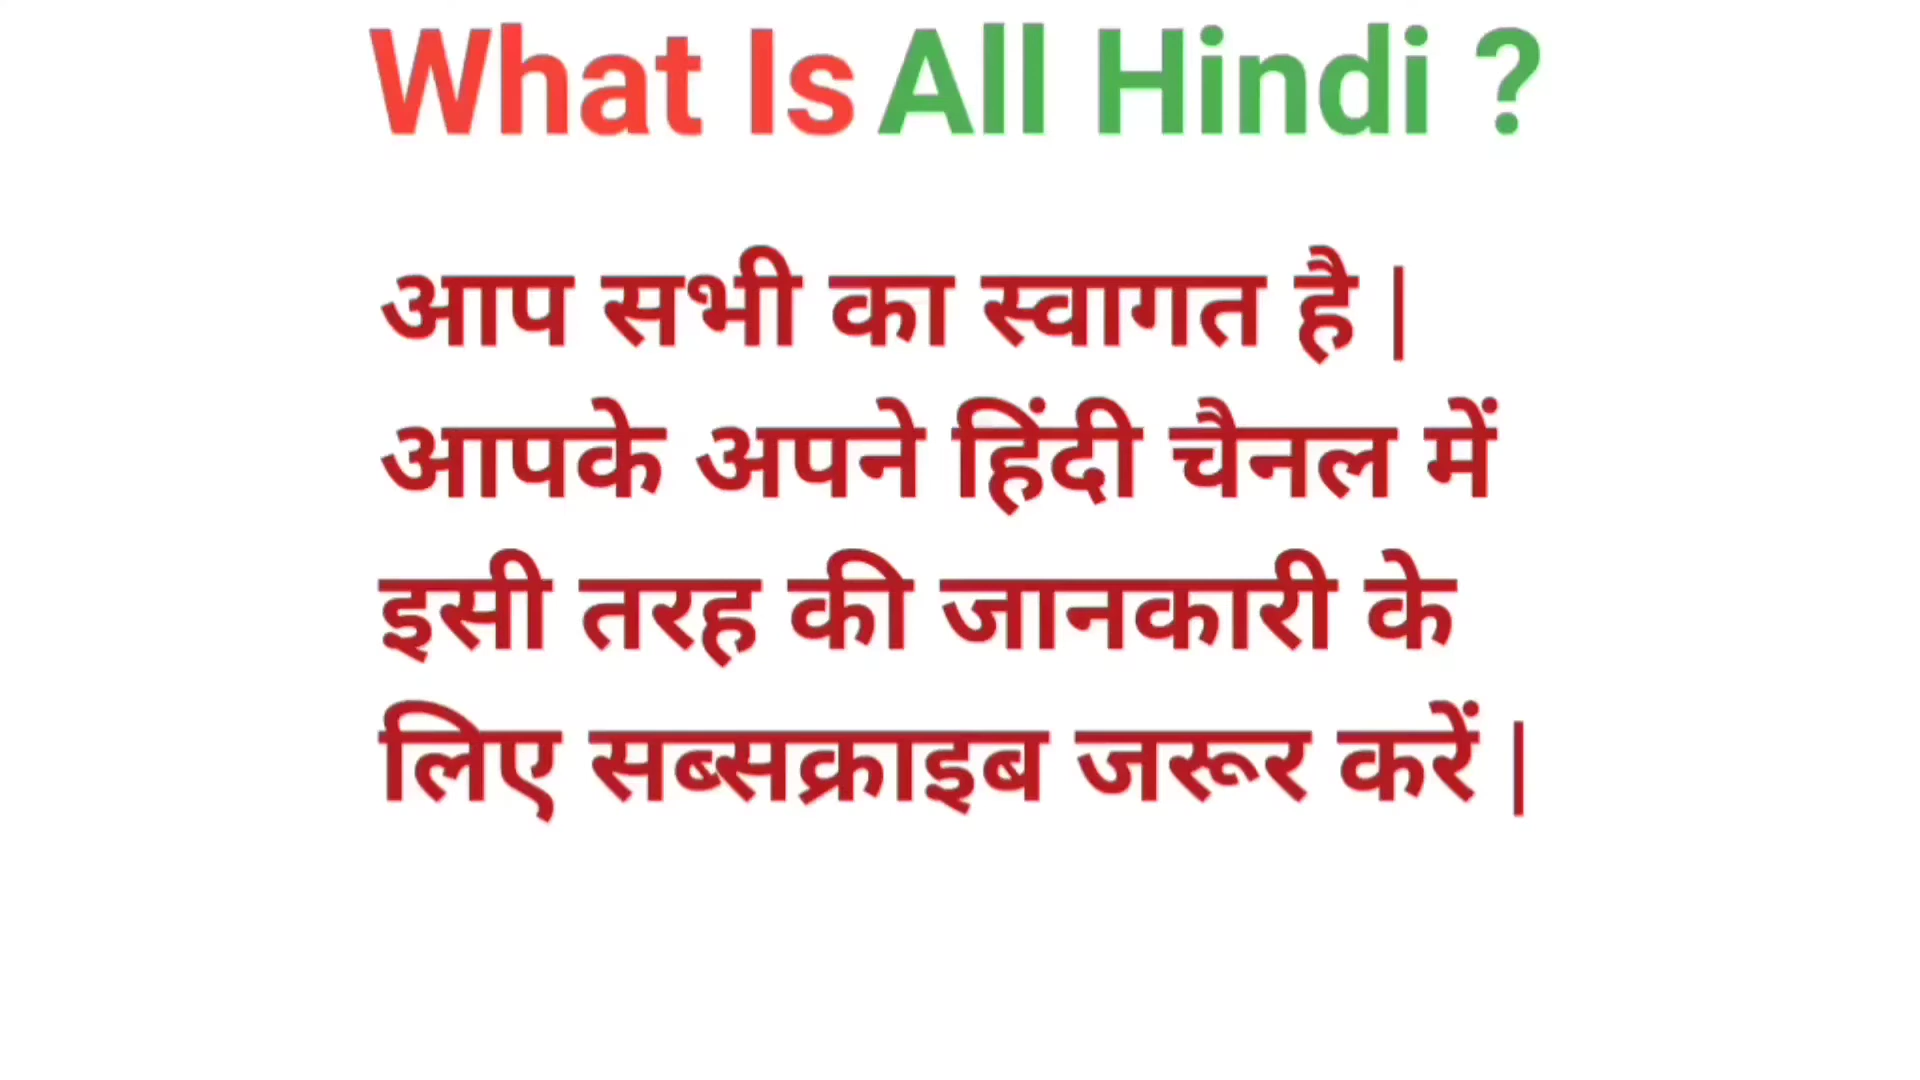 What Is All Hindi ?
आप सभी का स्वागत है |
आपके अपने हिंदी चैनल में
इसी तरह की जानकारी के
लिए सब्सक्राइब जरूर करें |